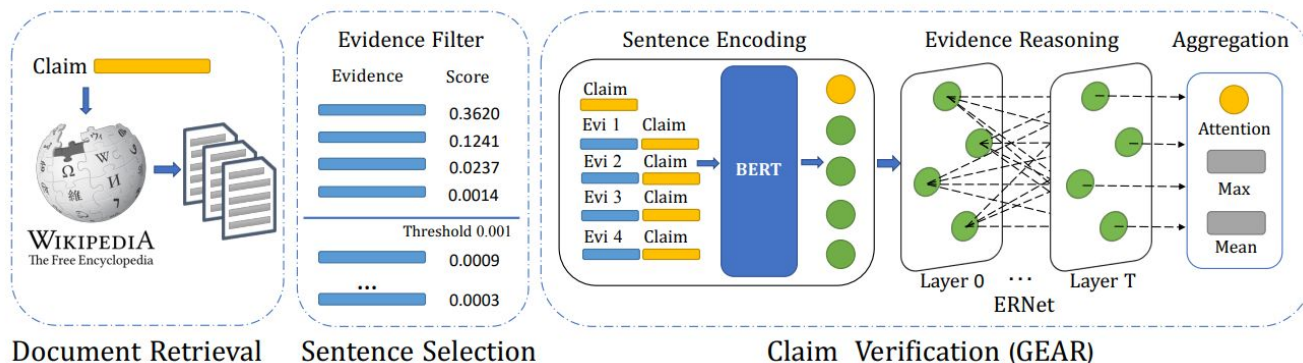 Claim
WIKIPEDIA
The Free Encyclopedia
Document Retrieval
Evidence Filter
Evidence Score
0.3620
0.1241
0.0237
0.0014
Threshold 0.001
0.0009
...
0.0003
Sentence Selection
Sentence Encoding
Claim
Evi 1 Claim
Evi 2 Claim
Evi 3 Claim
Evi 4 Claim
BERT
Evidence Reasoning
Layer 0 ... Layer T
ERNet
Aggregation
Attention
Max
Mean
Claim Verification (GEAR)